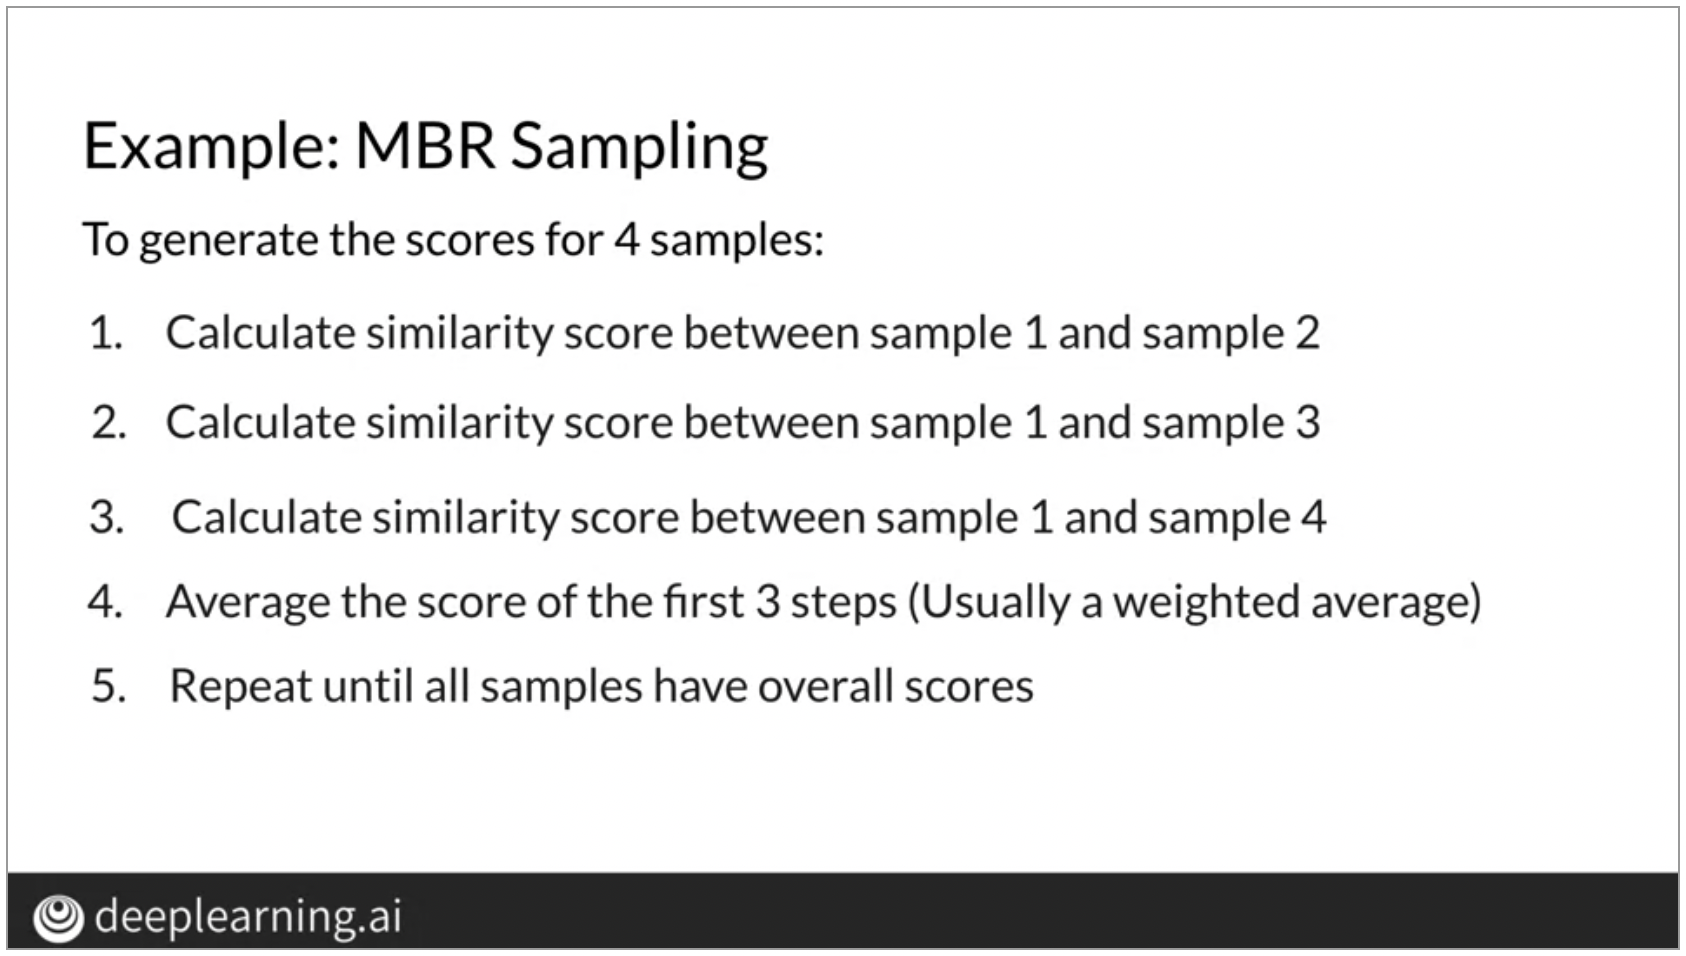 Example: MBR Sampling
To generate the scores for 4 samples:
1. Calculate similarity score between sample 1 and sample 2
2. Calculate similarity score between sample 1 and sample 3
3. Calculate similarity score between sample 1 and sample 4
4. Average the score of the first 3 steps (Usually a weighted average)
5. Repeat until all samples have overall scores
deeplearning.ai